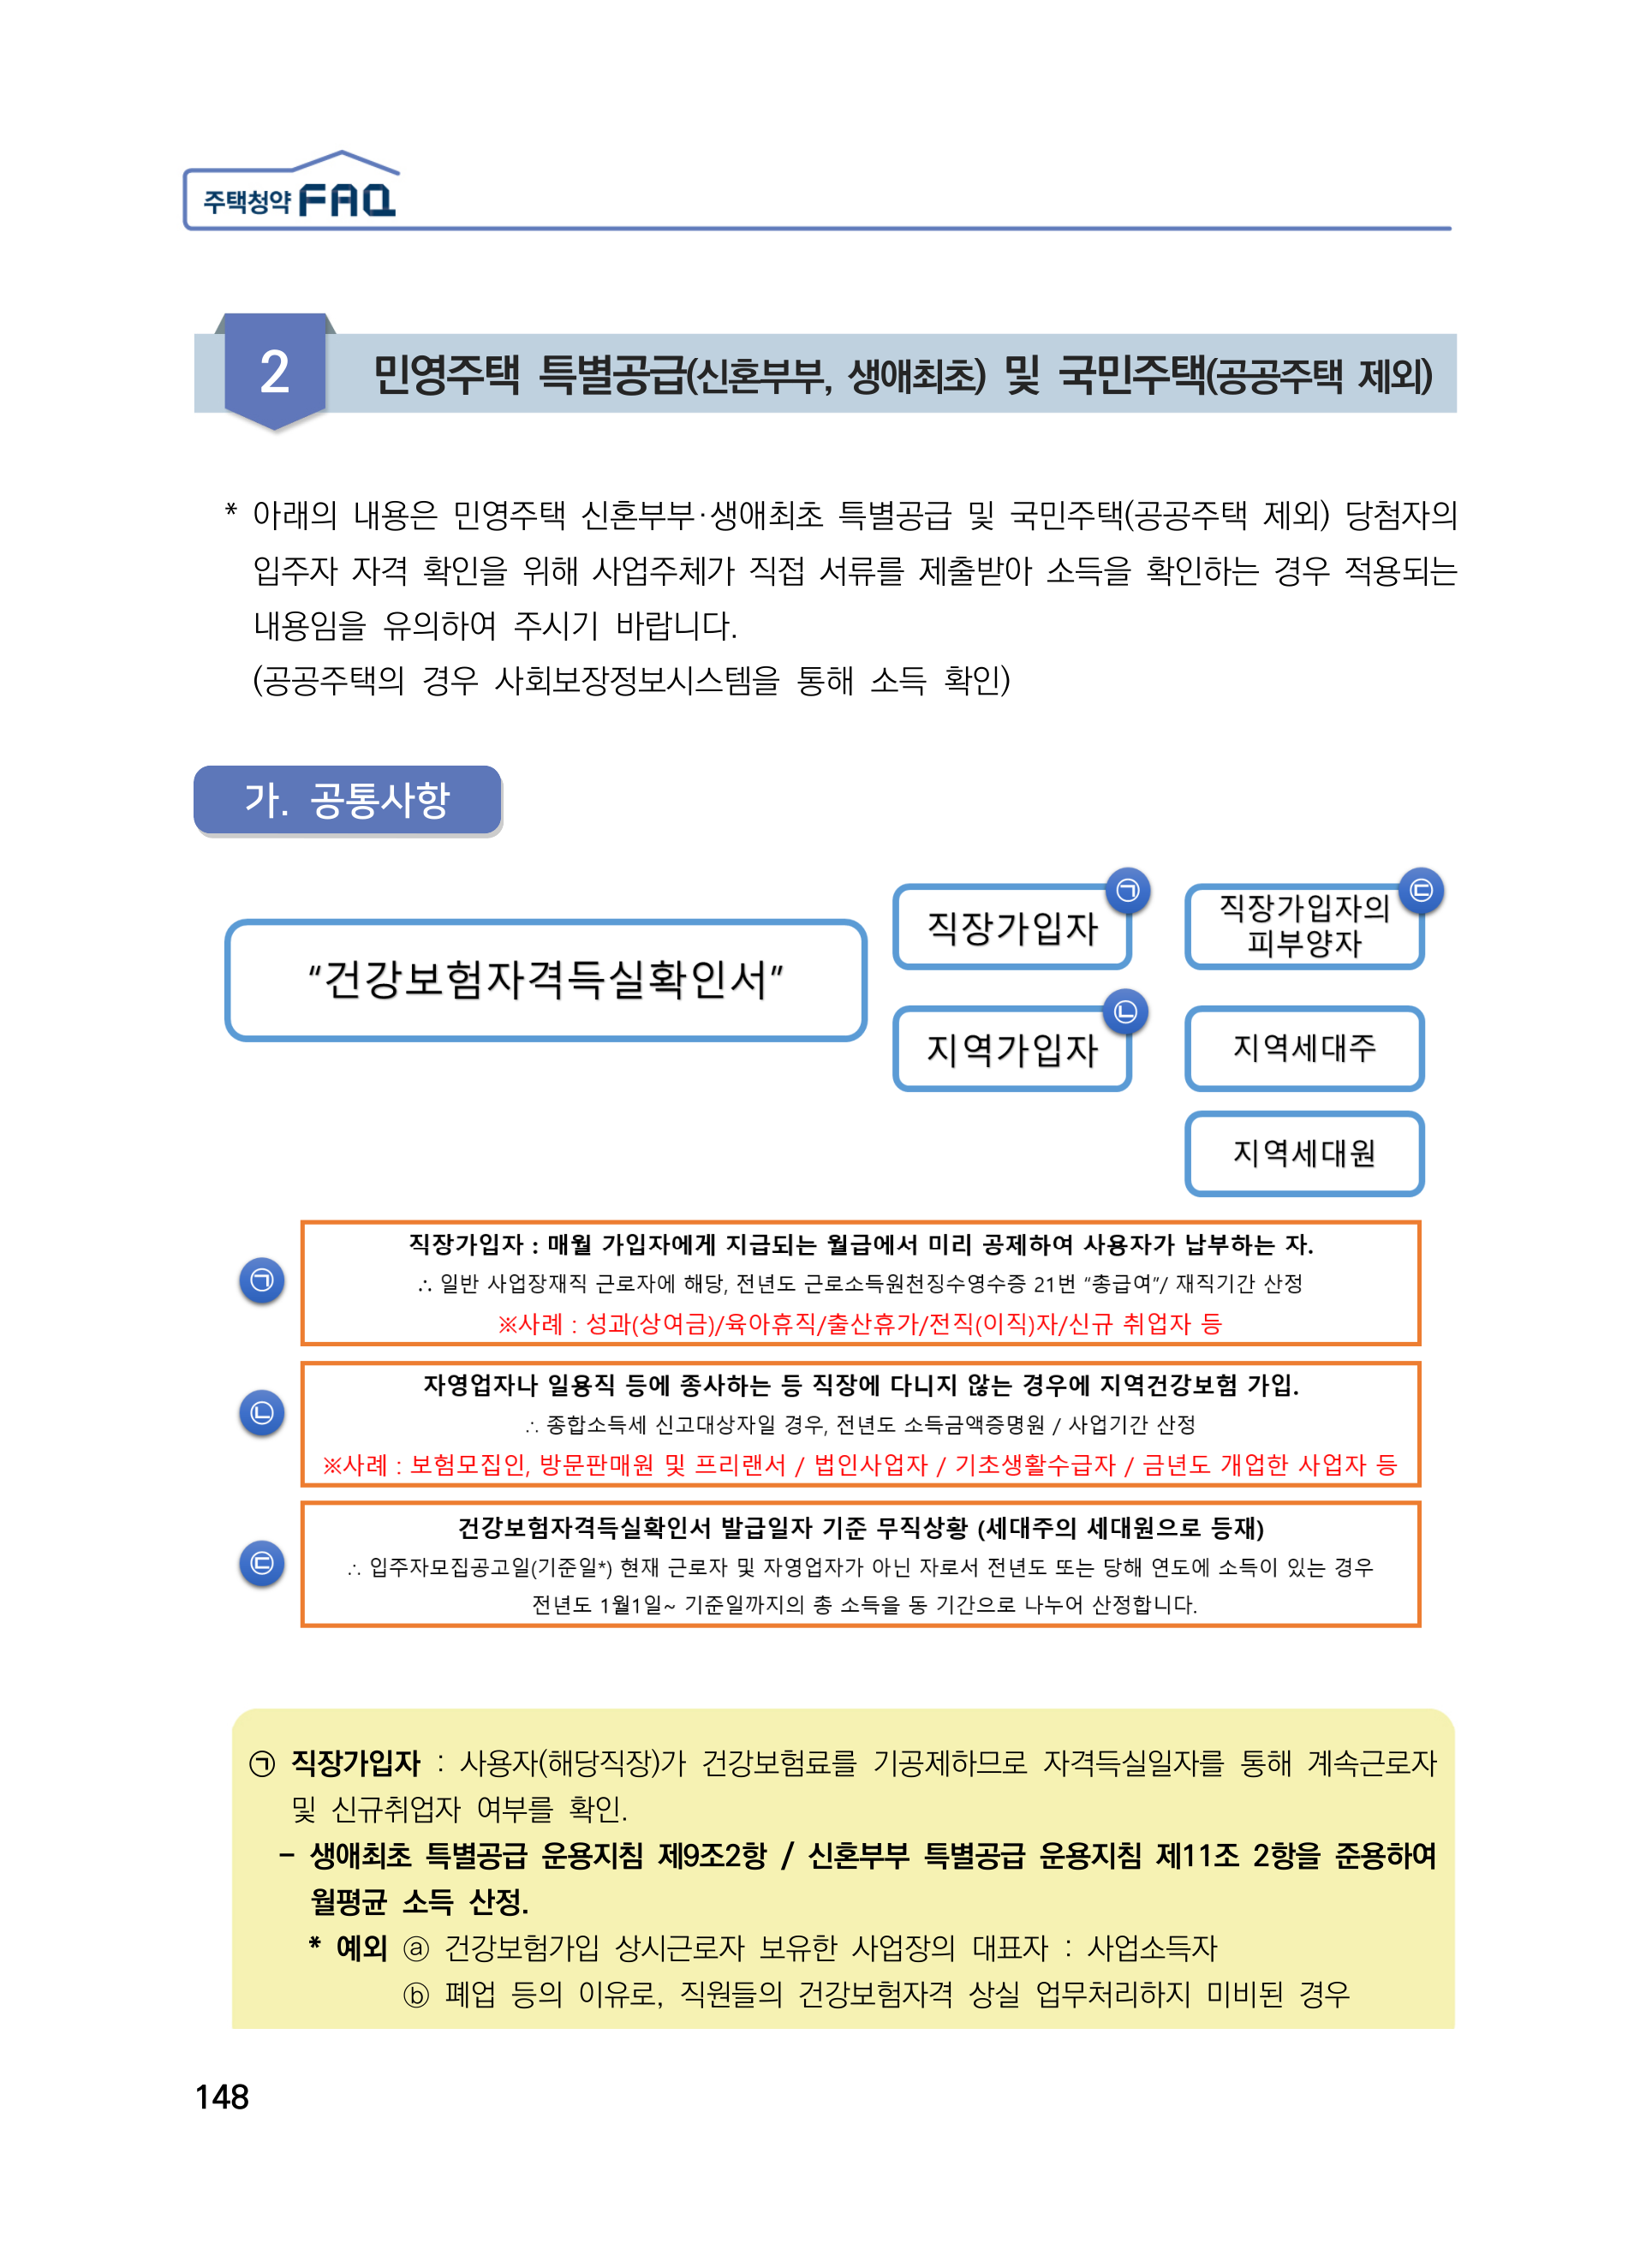 주택청약 FAQ
2
민영주택 특별공급(신혼부부, 생애최초) 및 국민주택(공공주택 제외)
* 아래의 내용은 민영주택 신혼부부·생애최초 특별공급 및 국민주택(공공주택 제외) 당첨자의
입주자 자격 확인을 위해 사업주체가 직접 서류를 제출받아 소득을 확인하는 경우 적용되는
내용임을 유의하여 주시기 바랍니다.
(공공주택의 경우 사회보장정보시스템을 통해 소득 확인)
가. 공통사항
“건강보험자격득실확인서”
직장가입자
㉠
직장가입자의
피부양자
㉢
지역가입자
㉡
지역세대주
지역세대원
㉠
직장가입자 : 매월 가입자에게 지급되는 월급에서 미리 공제하여 사용자가 납부하는 자.
∴ 일반 사업장재직 근로자에 해당, 전년도 근로소득원천징수영수증 21번 “총급여”/ 재직기간 산정
※사례 : 성과(상여금)/육아휴직/출산휴가/전직(이직)자/신규 취업자 등
㉡
자영업자나 일용직 등에 종사하는 등 직장에 다니지 않는 경우에 지역건강보험 가입.
∴ 종합소득세 신고대상자일 경우, 전년도 소득금액증명원 / 사업기간 산정
※사례 : 보험모집인, 방문판매원 및 프리랜서 / 법인사업자 / 기초생활수급자 / 금년도 개업한 사업자 등
㉢
건강보험자격득실확인서 발급일자 기준 무직상황 (세대주의 세대원으로 등재)
∴ 입주자모집공고일(기준일*) 현재 근로자 및 자영업자가 아닌 자로서 전년도 또는 당해 연도에 소득이 있는 경우
전년도 1월1일~ 기준일까지의 총 소득을 동 기간으로 나누어 산정합니다.
㉠ 직장가입자 : 사용자(해당직장)가 건강보험료를 기공제하므로 자격득실일자를 통해 계속근로자
및 신규취업자 여부를 확인.
- 생애최초 특별공급 운용지침 제9조2항 / 신혼부부 특별공급 운용지침 제11조 2항을 준용하여
월평균 소득 산정.
* 예외 ⓐ 건강보험가입 상시근로자 보유한 사업장의 대표자 : 사업소득자
ⓑ 폐업 등의 이유로, 직원들의 건강보험자격 상실 업무처리하지 미비된 경우
148